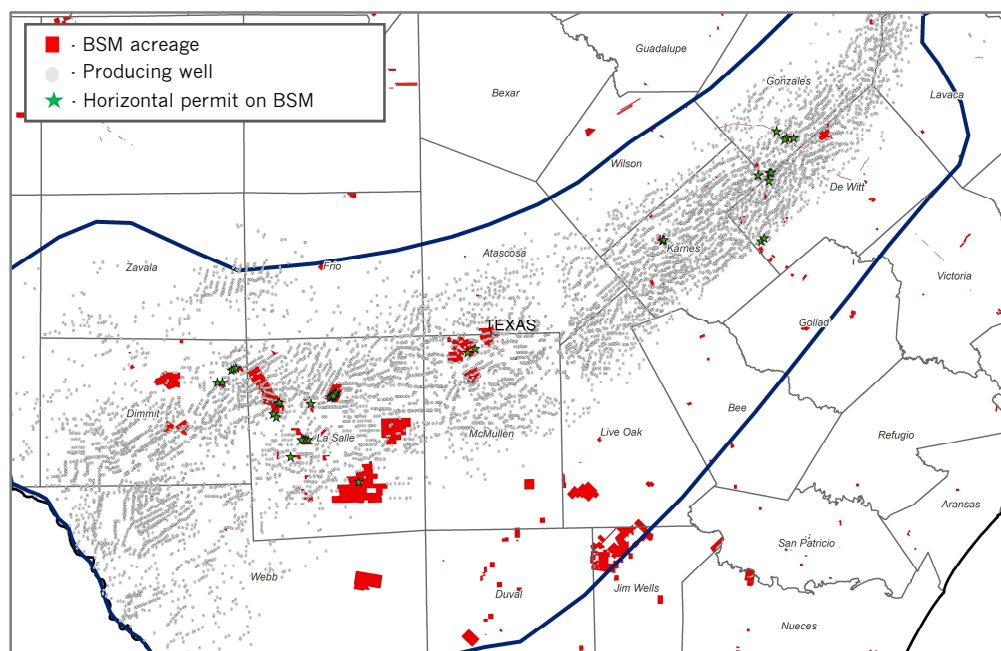 · BSM acreage
· Producing well
· Horizontal permit on BSM
Guadalupe
Gonzales
Bexar
Lavaca
Wilson
De Witt
Karnes
Atascosa
Zavala
Frio
Victoria
TEXAS
Goliad
Dimmit
La Salle
McMullen
Live Oak
Bee
Refugio
Aransas
San Patricio
Webb
Duval
Jim Wells
Nueces